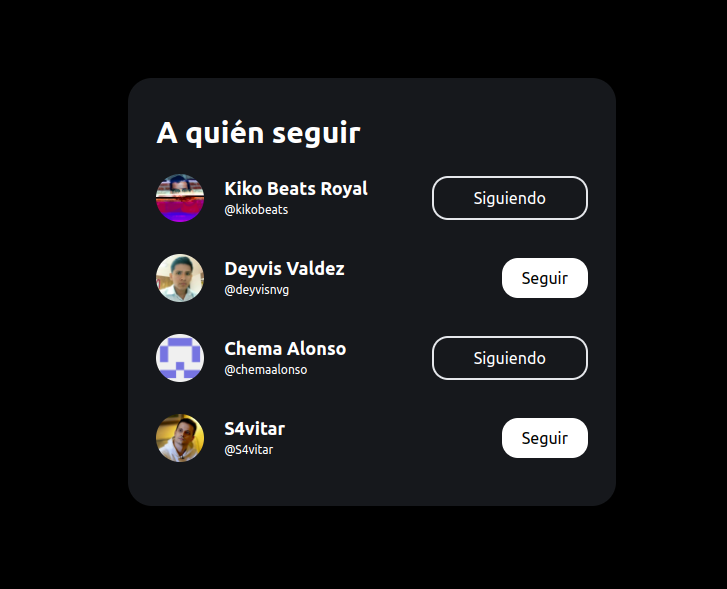 A quién seguir
Kiko Beats Royal
@kikobeats
Siguiendo
Deyvis Valdez
@deyvisnvg
Seguir
Chema Alonso
@chemaalonso
Siguiendo
S4vitar
@S4vitar
Seguir